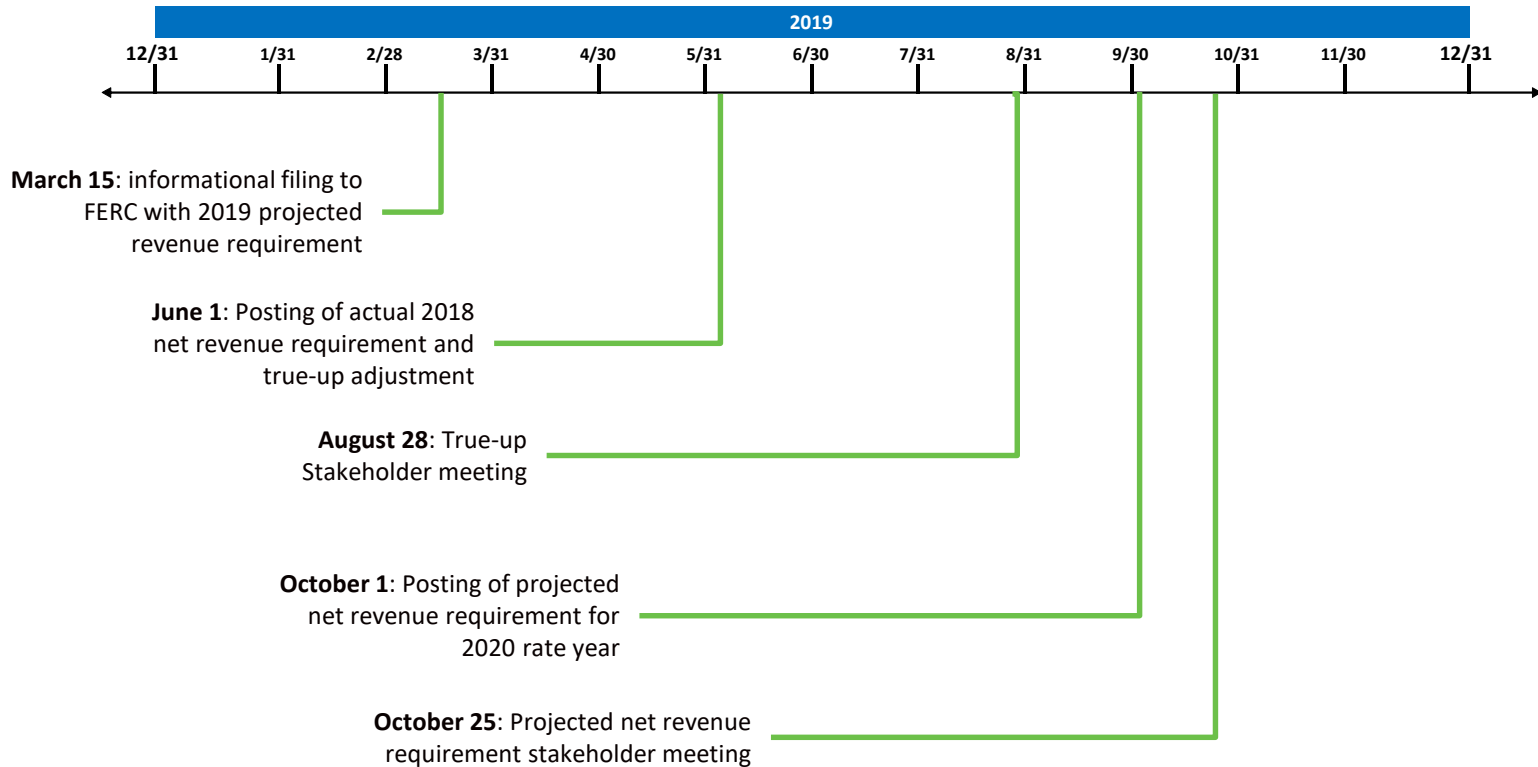 2019
12/31 1/31 2/28 3/31 4/30 5/31 6/30 7/31 8/31 9/30 10/31 11/30 12/31
March 15: informational filing to
FERC with 2019 projected
revenue requirement
June 1: Posting of actual 2018
net revenue requirement and
true-up adjustment
August 28: True-up
Stakeholder meeting
October 1: Posting of projected
net revenue requirement for
2020 rate year
October 25: Projected net revenue
requirement stakeholder meeting